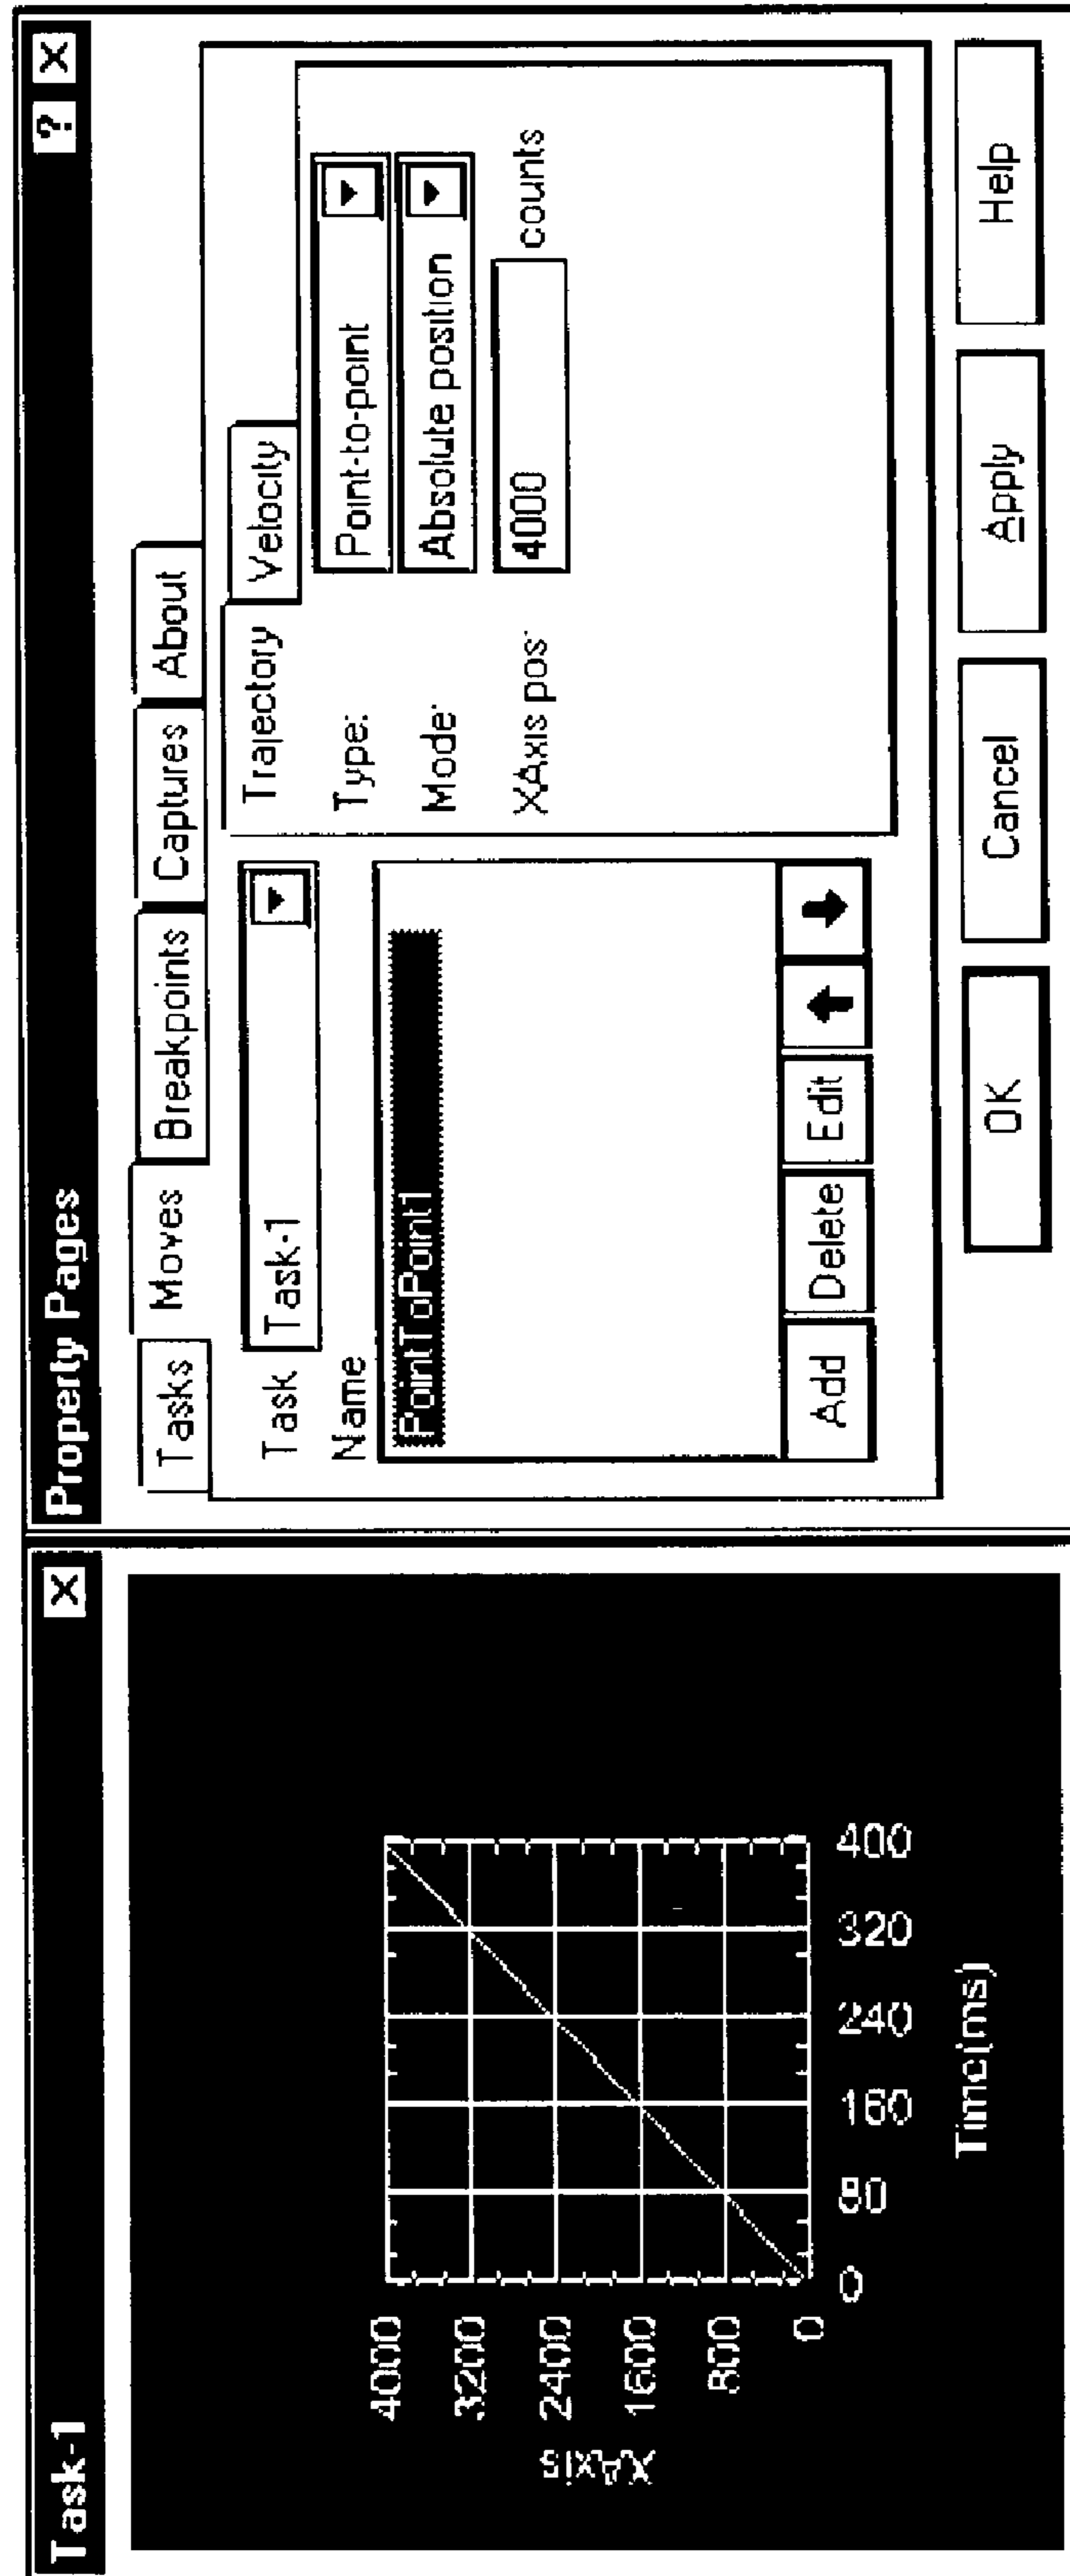 Task-1 X
4000
3200
2400
1600
800
0
XAxis
0 80 160 240 320 400
Time(ms)
Property Pages ? X
Tasks Moves Breakpoints Captures About
Task Task-1
Name
PointToPoint1
Add Delete Edit
Trajectory Velocity
Type: Point-to-point
Mode: Absolute position
XAxis pos: 4000 counts
OK Cancel Apply Help